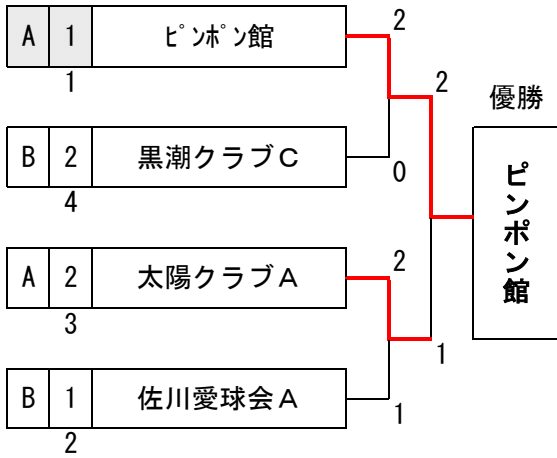 A 1 ﾋﾟﾝﾎﾟﾝ館 2
1
2
優勝
B 2 黒潮クラブC 0
4
ピンポン館
A 2 太陽クラブA 2
3
1
B 1 佐川愛球会A 1
2